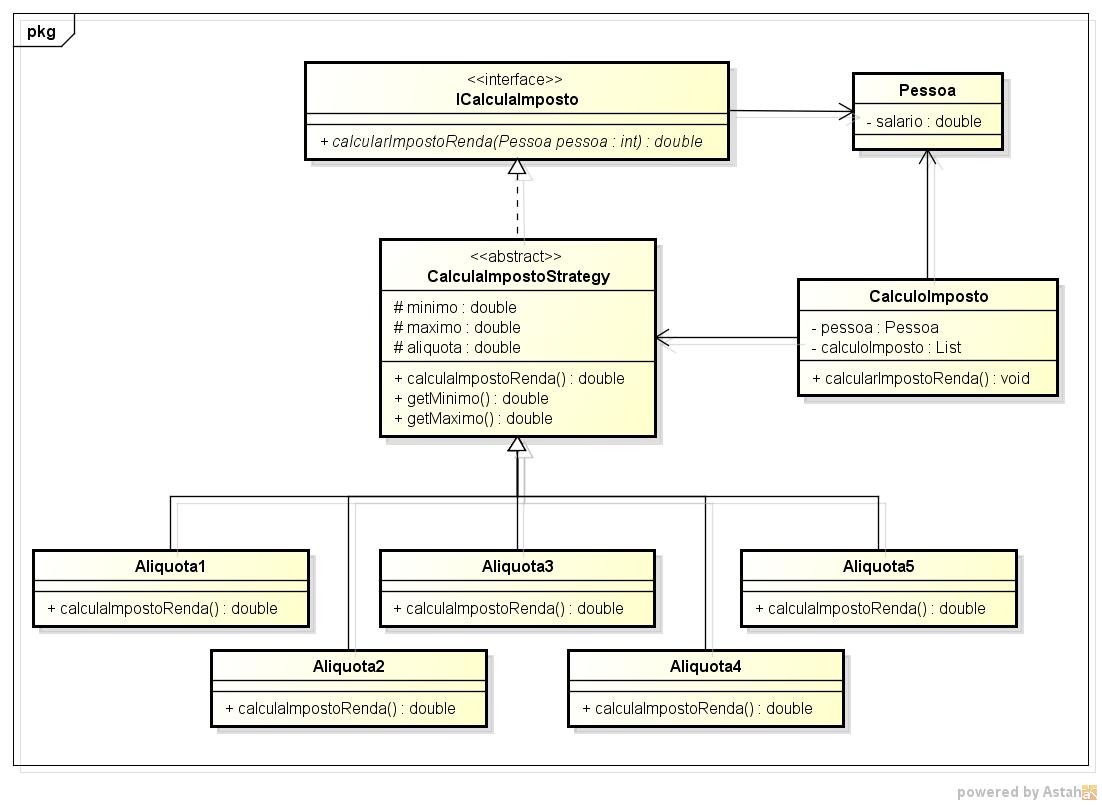 pkg
<<interface>>
ICalculaImposto
+ calcularImpostoRenda(Pessoa pessoa : int) : double
Pessoa
- salario : double
<<abstract>>
CalculaImpostoStrategy
# minimo : double
# maximo : double
# aliquota : double
+ calculaImpostoRenda() : double
+ getMinimo() : double
+ getMaximo() : double
CalculoImposto
- pessoa : Pessoa
- calculoImposto : List
+ calcularImpostoRenda() : void
Aliquota1
+ calculaImpostoRenda() : double
Aliquota3
+ calculaImpostoRenda() : double
Aliquota5
+ calculaImpostoRenda() : double
Aliquota2
+ calculaImpostoRenda() : double
Aliquota4
+ calculaImpostoRenda() : double
powered by Astah